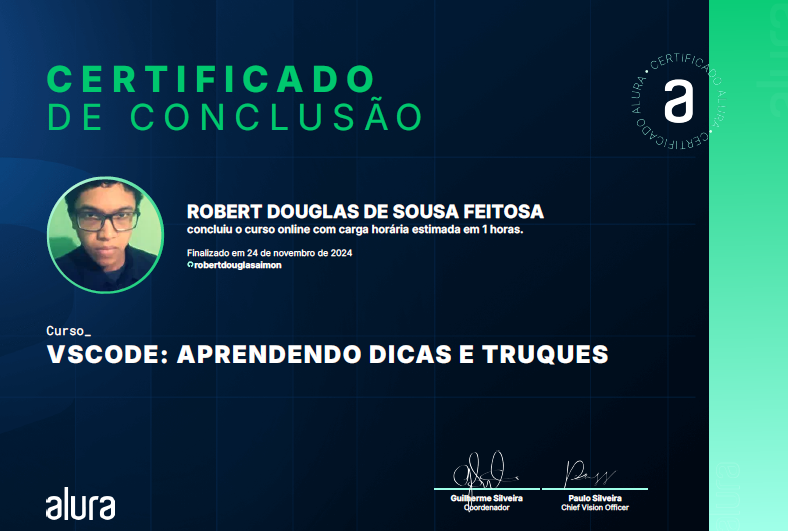 CERTIFICADO
DE CONCLUSÃO
CERTIFICADO ALURA • CERTIFICADO ALURA •
a
alura
ROBERT DOUGLAS DE SOUSA FEITOSA
concluiu o curso online com carga horária estimada em 1 horas.
Finalizado em 24 de novembro de 2024
robertdouglasaimon
Curso_
VSCODE: APRENDENDO DICAS E TRUQUES
alura
Guilherme Silveira
Coordenador
Paulo Silveira
Chief Vision Officer